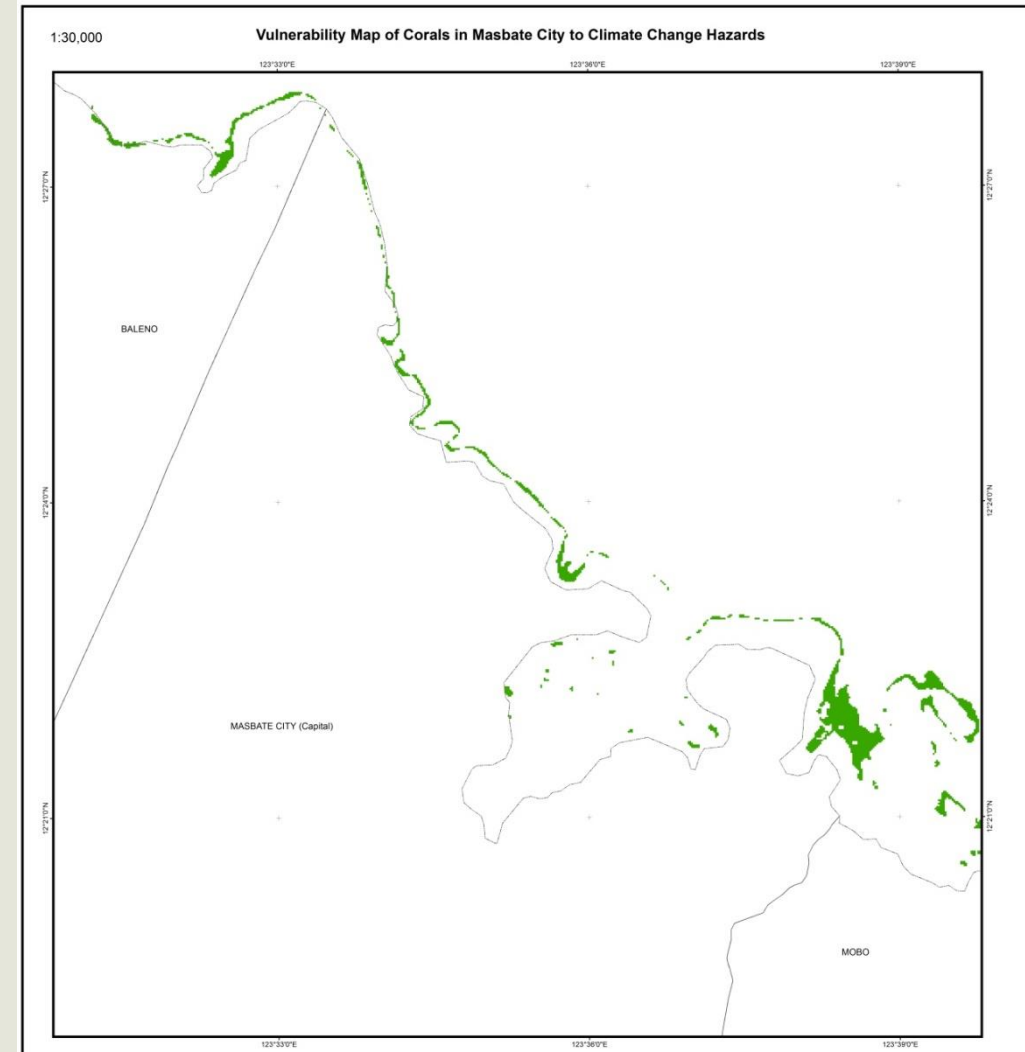 1:30,000
Vulnerability Map of Corals in Masbate City to Climate Change Hazards
123°33'0"E
123°36'0"E
123°39'0"E
12°27'0"N
12°27'0"N
BALENO
12°24'0"N
12°24'0"N
MASBATE CITY (Capital)
12°21'0"N
12°21'0"N
MOBO
123°33'0"E
123°36'0"E
123°39'0"E